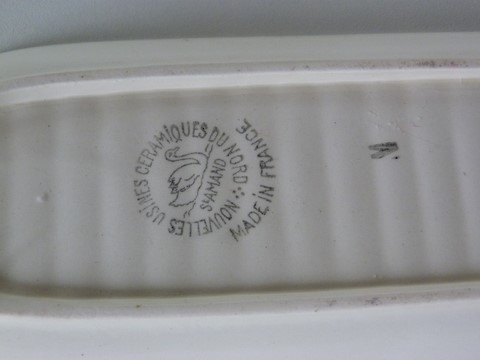 NOUVELLES USINES CERAMIQUES DU NORD
St AMAND
MADE IN FRANCE